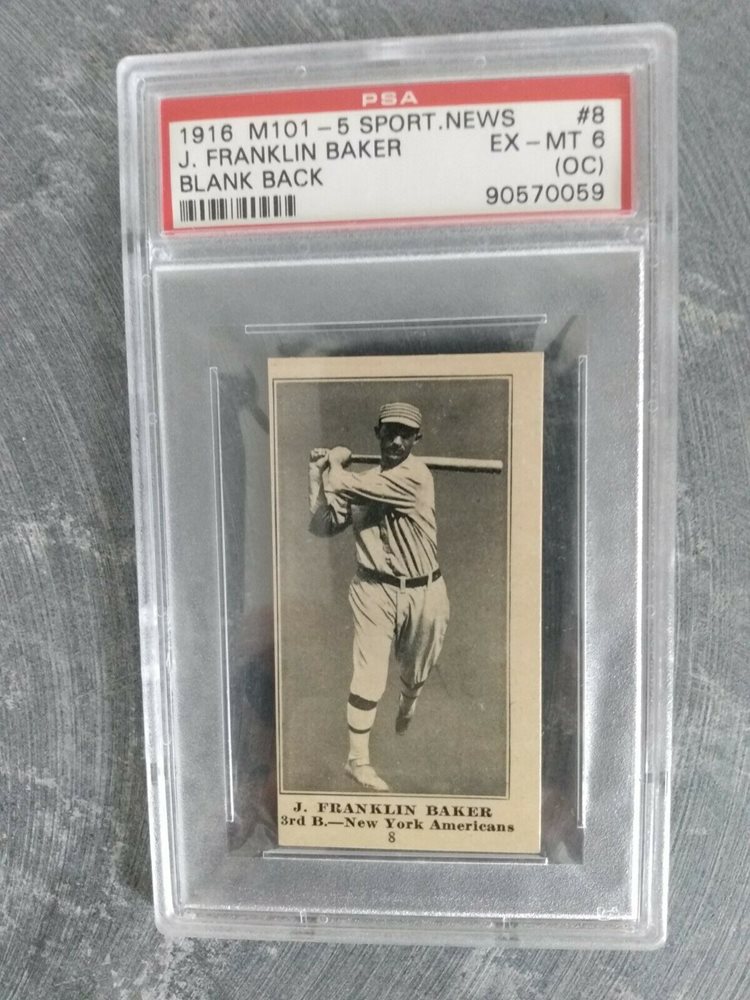 PSA
1916 M101-5 SPORT.NEWS #8
J. FRANKLIN BAKER EX-MT 6
BLANK BACK (OC)
90570059
J. FRANKLIN BAKER
3rd B.—New York Americans
8